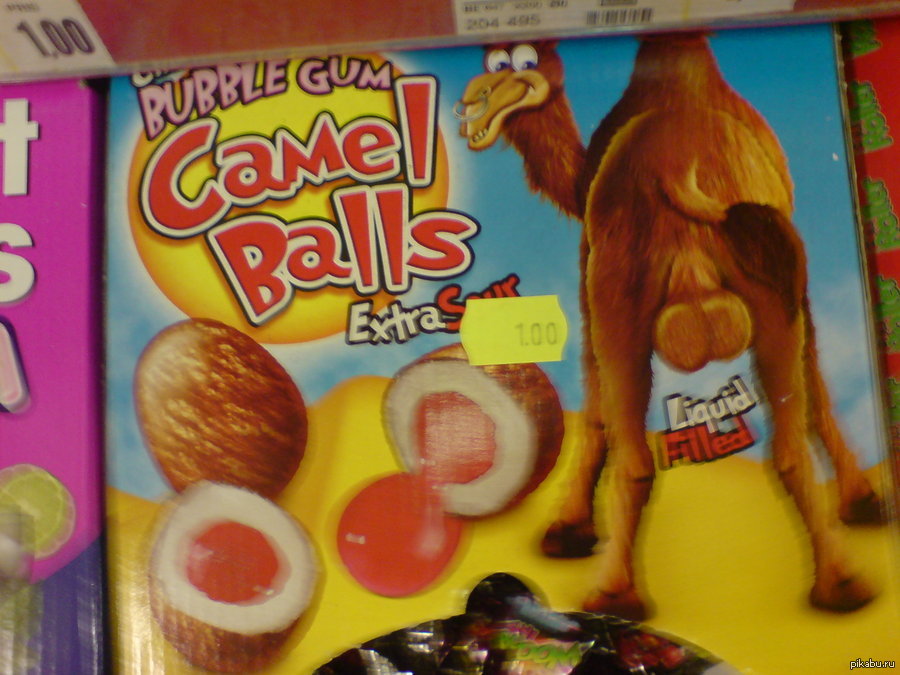 1.00
204 495
BUBBLE GUM
Camel
Balls
Extra Sour
1.00
Liquid
Filled
t
s
pikabu.ru